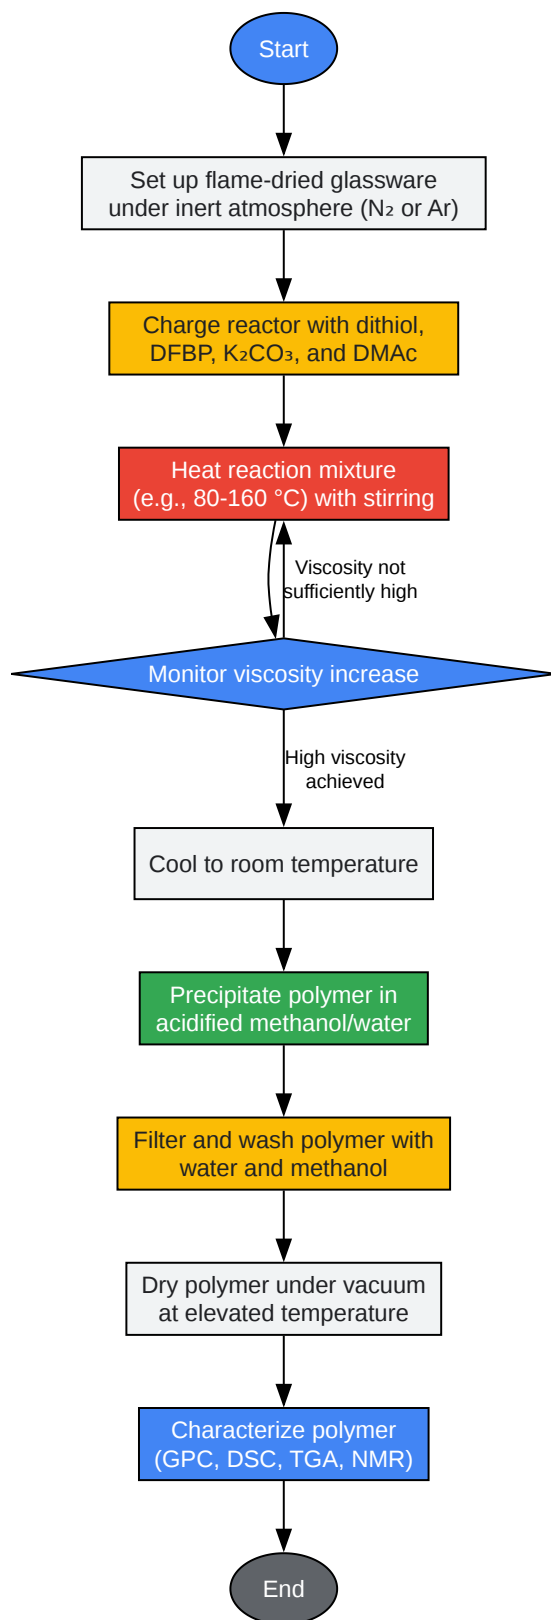 Start
Set up flame-dried glassware
under inert atmosphere (N₂ or Ar)
Charge reactor with dithiol,
DFBP, K₂CO₃, and DMAc
Heat reaction mixture
(e.g., 80-160 °C) with stirring
Viscosity not
sufficiently high
Monitor viscosity increase
High viscosity
achieved
Cool to room temperature
Precipitate polymer in
acidified methanol/water
Filter and wash polymer with
water and methanol
Dry polymer under vacuum
at elevated temperature
Characterize polymer
(GPC, DSC, TGA, NMR)
End